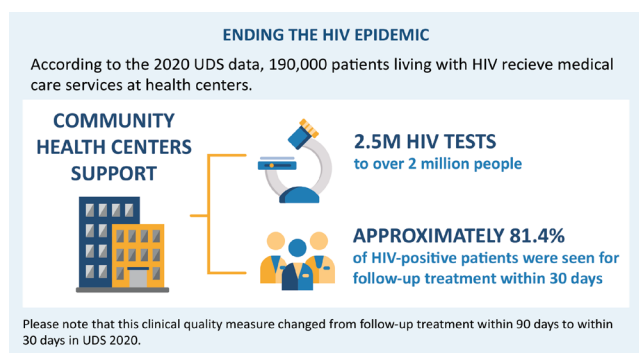 ENDING THE HIV EPIDEMIC
According to the 2020 UDS data, 190,000 patients living with HIV recieve medical
care services at health centers.
COMMUNITY
HEALTH CENTERS
SUPPORT
2.5M HIV TESTS
to over 2 million people
APPROXIMATELY 81.4%
of HIV-positive patients were seen for
follow-up treatment within 30 days
Please note that this clinical quality measure changed from follow-up treatment within 90 days to within
30 days in UDS 2020.